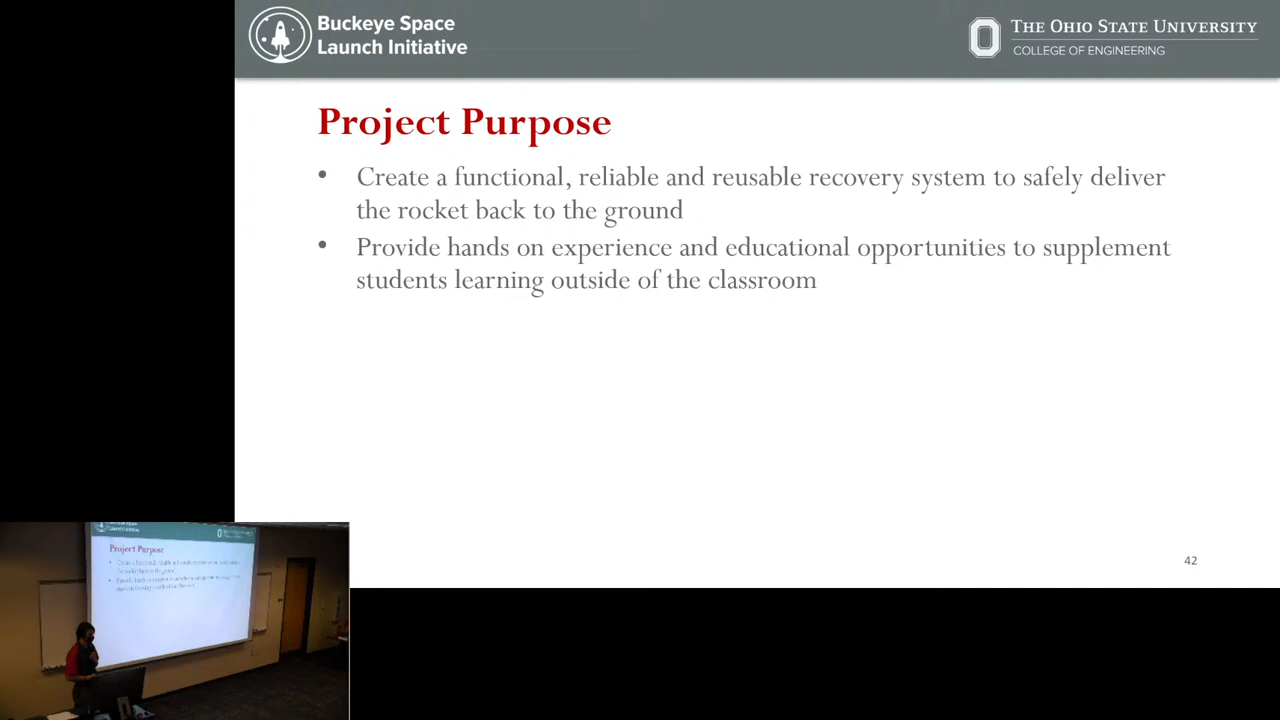 Buckeye Space
Launch Initiative
THE OHIO STATE UNIVERSITY
COLLEGE OF ENGINEERING
Project Purpose
• Create a functional, reliable and reusable recovery system to safely deliver
the rocket back to the ground
• Provide hands on experience and educational opportunities to supplement
students learning outside of the classroom
42
Project Purpose